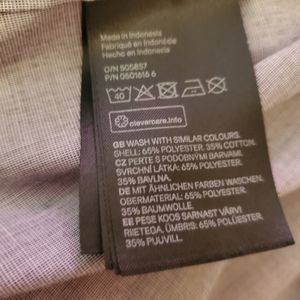 Made in Indonesia
Fabriqué en Indonésie
Hecho en Indonesia
O/N 505857
P/N 0501616 6
40
clevercare.info
GB WASH WITH SIMILAR COLOURS.
SHELL: 65% POLYESTER. 35% COTTON.
CZ PERTE S PODOBNÝMI BARVAMI.
SVRCHNÍ LÁTKA: 65% POLYESTER.
35% BAVLNA.
DE MIT ÄHNLICHEN FARBEN WASCHEN.
OBERMATERIAL: 65% POLYESTER.
35% BAUMWOLLE.
EE PESE KOOS SARNAST VÄRVI
RIIETEGA, ÜMBRIS: 65% POLÜESTER.
35% PUUVILL.